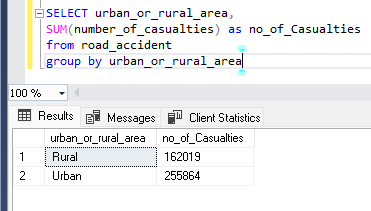 SELECT urban_or_rural_area,
SUM(number_of_casualties) as no_of_Casualties
from road_accident
group by urban_or_rural_area
100 %
Results Messages Client Statistics
urban_or_rural_area no_of_Casualties
1 Rural 162019
2 Urban 255864